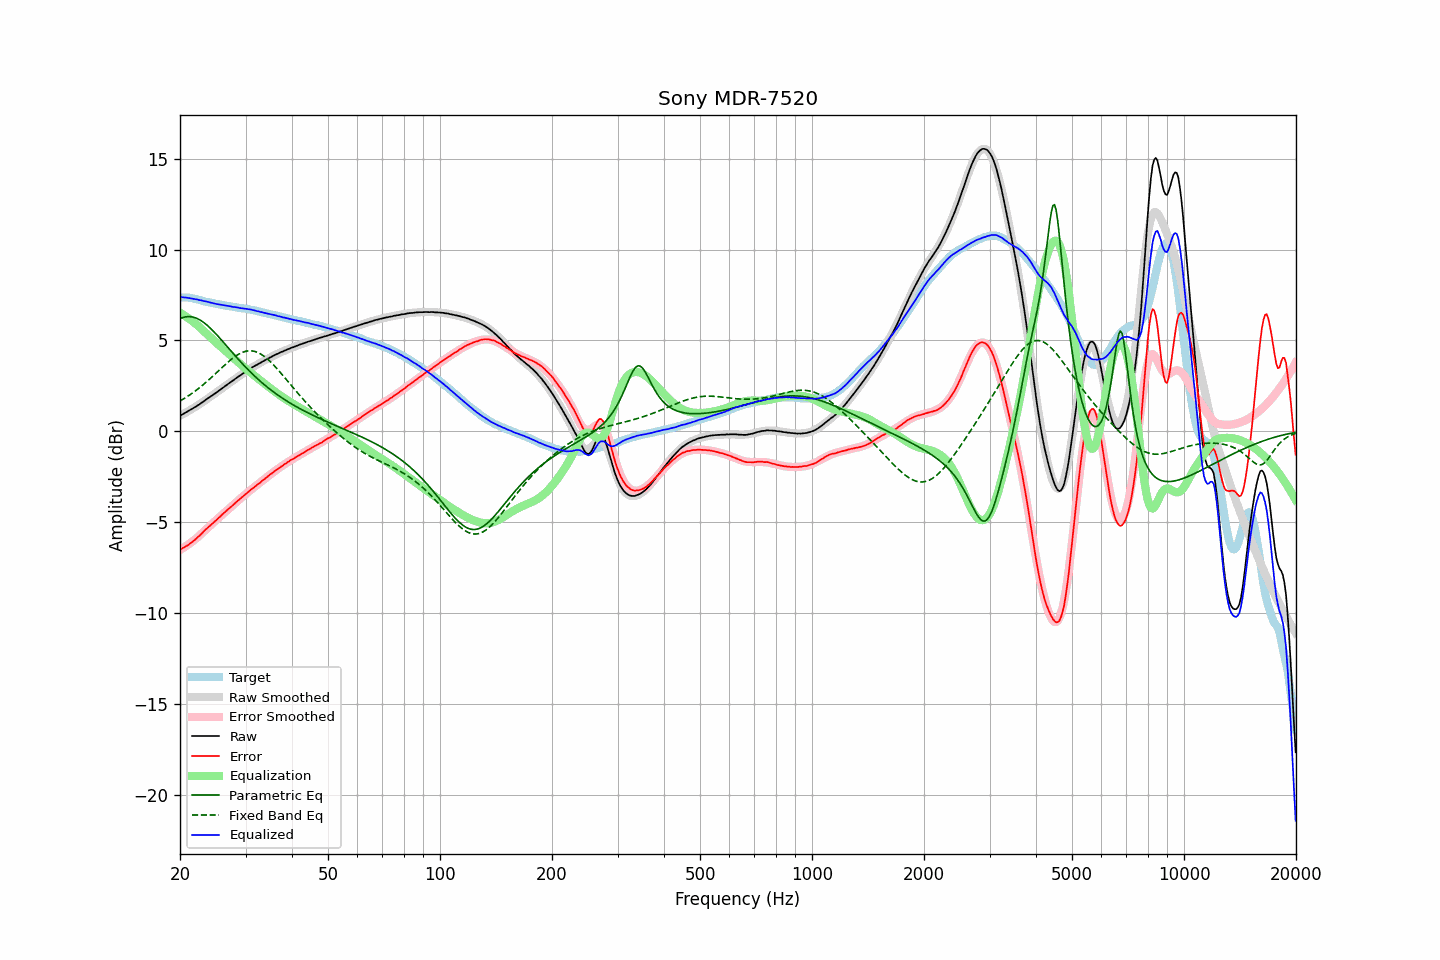 Sony MDR-7520
Amplitude (dBr)
15
10
5
0
−5
−10
−15
−20
Target
Raw Smoothed
Error Smoothed
Raw
Error
Equalization
Parametric Eq
Fixed Band Eq
Equalized
20 50 100 200 500 1000 2000 5000 10000 20000
Frequency (Hz)